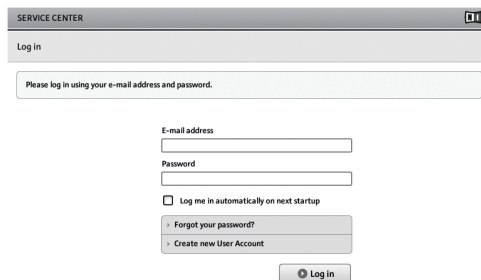 SERVICE CENTER
Log in
Please log in using your e-mail address and password.
E-mail address
Password
Log me in automatically on next startup
Forgot your password?
Create new User Account
Log in